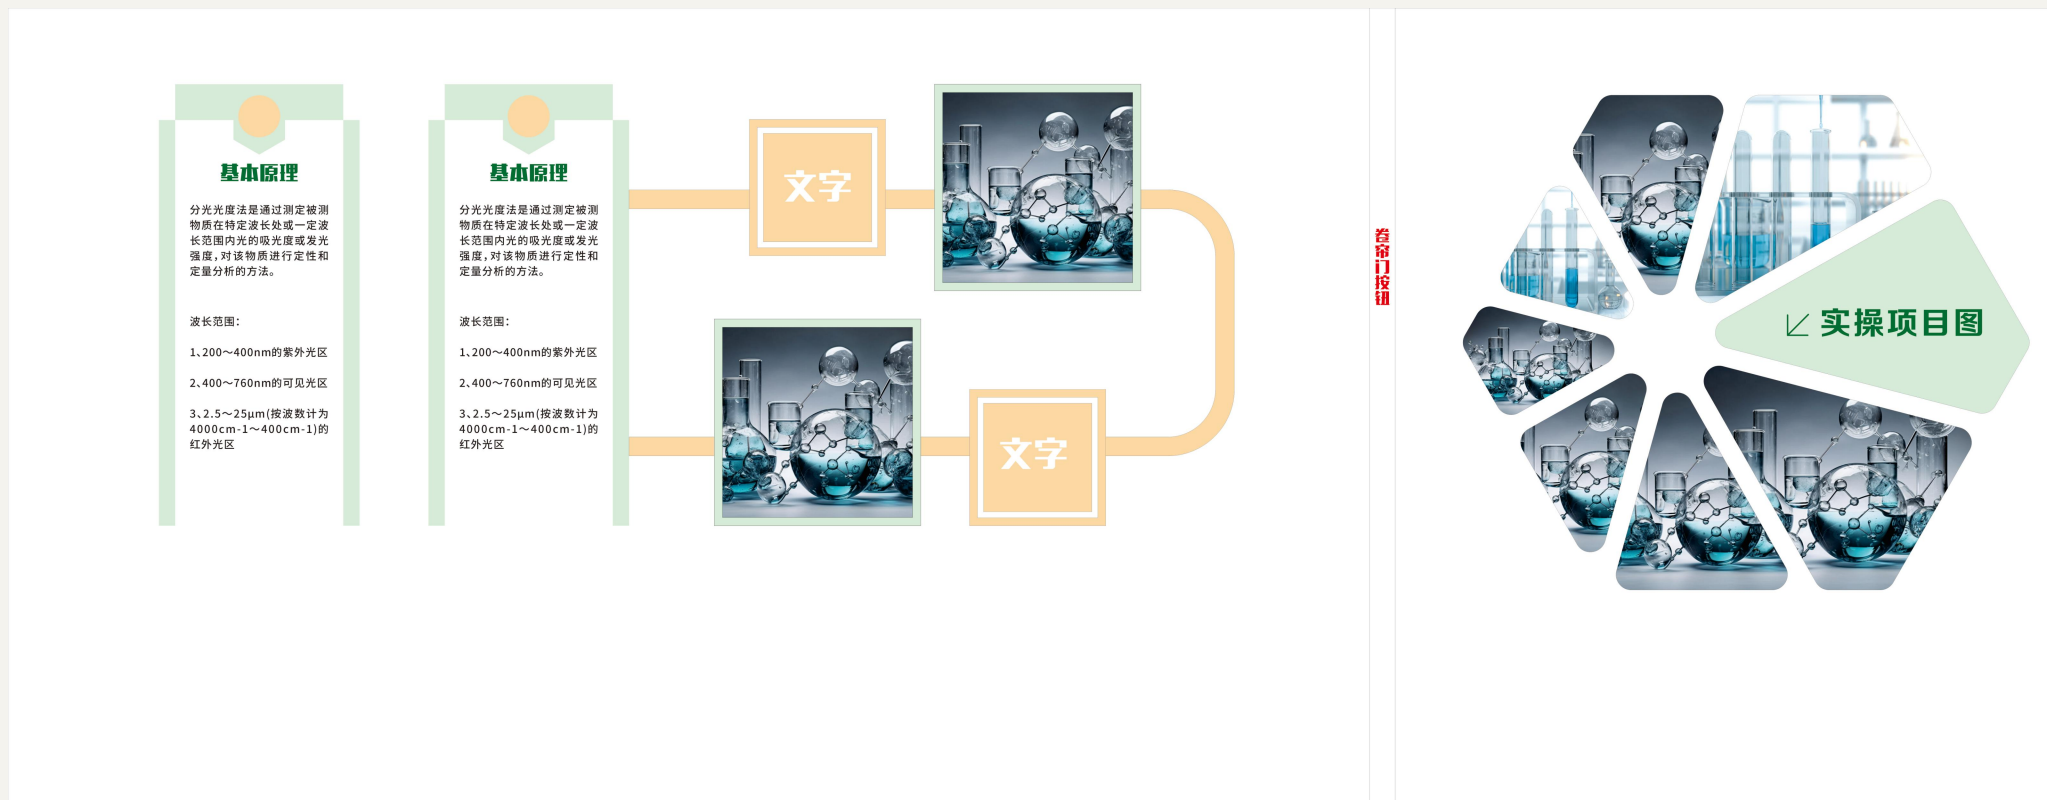 基本原理
分光光度法是通过测定被测
物质在特定波长处或一定波
长范围内光的吸光度或发光
强度,对该物质进行定性和
定量分析的方法。
波长范围:
1、200～400nm的紫外光区
2、400～760nm的可见光区
3、2.5～25μm(按波数计为
4000cm-1～400cm-1)的
红外光区
基本原理
分光光度法是通过测定被测
物质在特定波长处或一定波
长范围内光的吸光度或发光
强度,对该物质进行定性和
定量分析的方法。
波长范围:
1、200～400nm的紫外光区
2、400～760nm的可见光区
3、2.5～25μm(按波数计为
4000cm-1～400cm-1)的
红外光区
文字
文字
卷帘门按钮
实操项目图